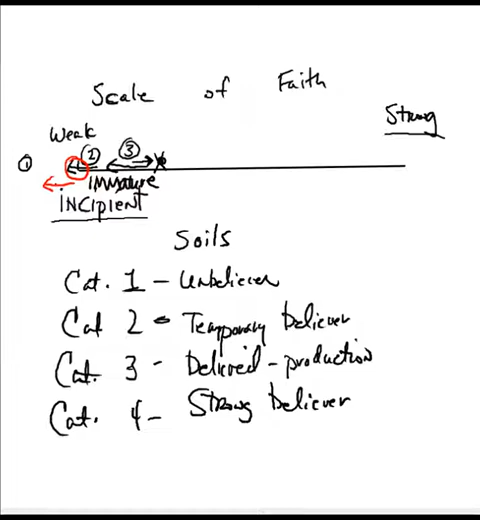 Scale of Faith
Strong
Weak
1 2 3
Immature
INCIPIENT
Soils
Cat. 1 - Unbeliever
Cat 2 - Temporary believer
Cat. 3 - Believed - production
Cat. 4 - Strong believer